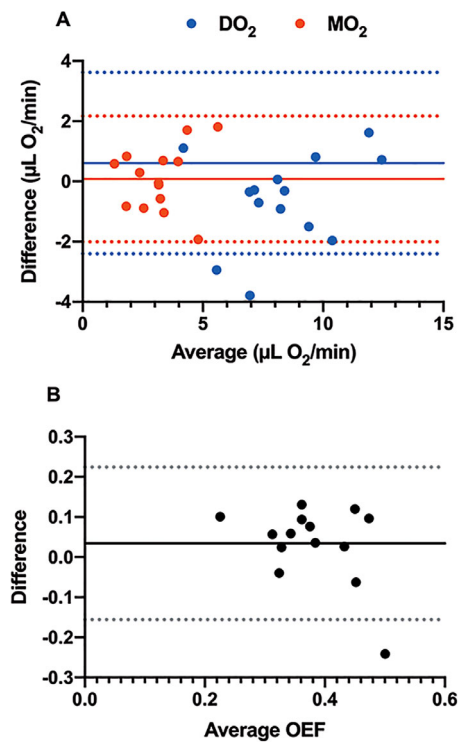 A
DO₂ MO₂
4
2
0
-2
-4
Difference (µL O₂/min)
0 5 10 15
Average (µL O₂/min)
B
0.3
0.2
0.1
0.0
-0.1
-0.2
-0.3
Difference
0.0 0.2 0.4 0.6
Average OEF